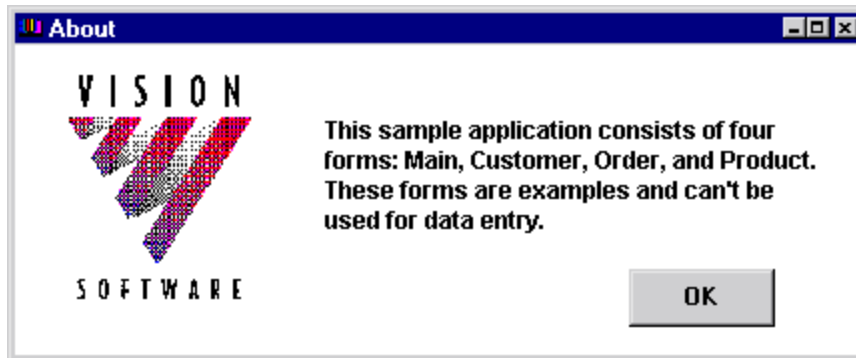 About
VISION
SOFTWARE
This sample application consists of four
forms: Main, Customer, Order, and Product.
These forms are examples and can't be
used for data entry.
OK